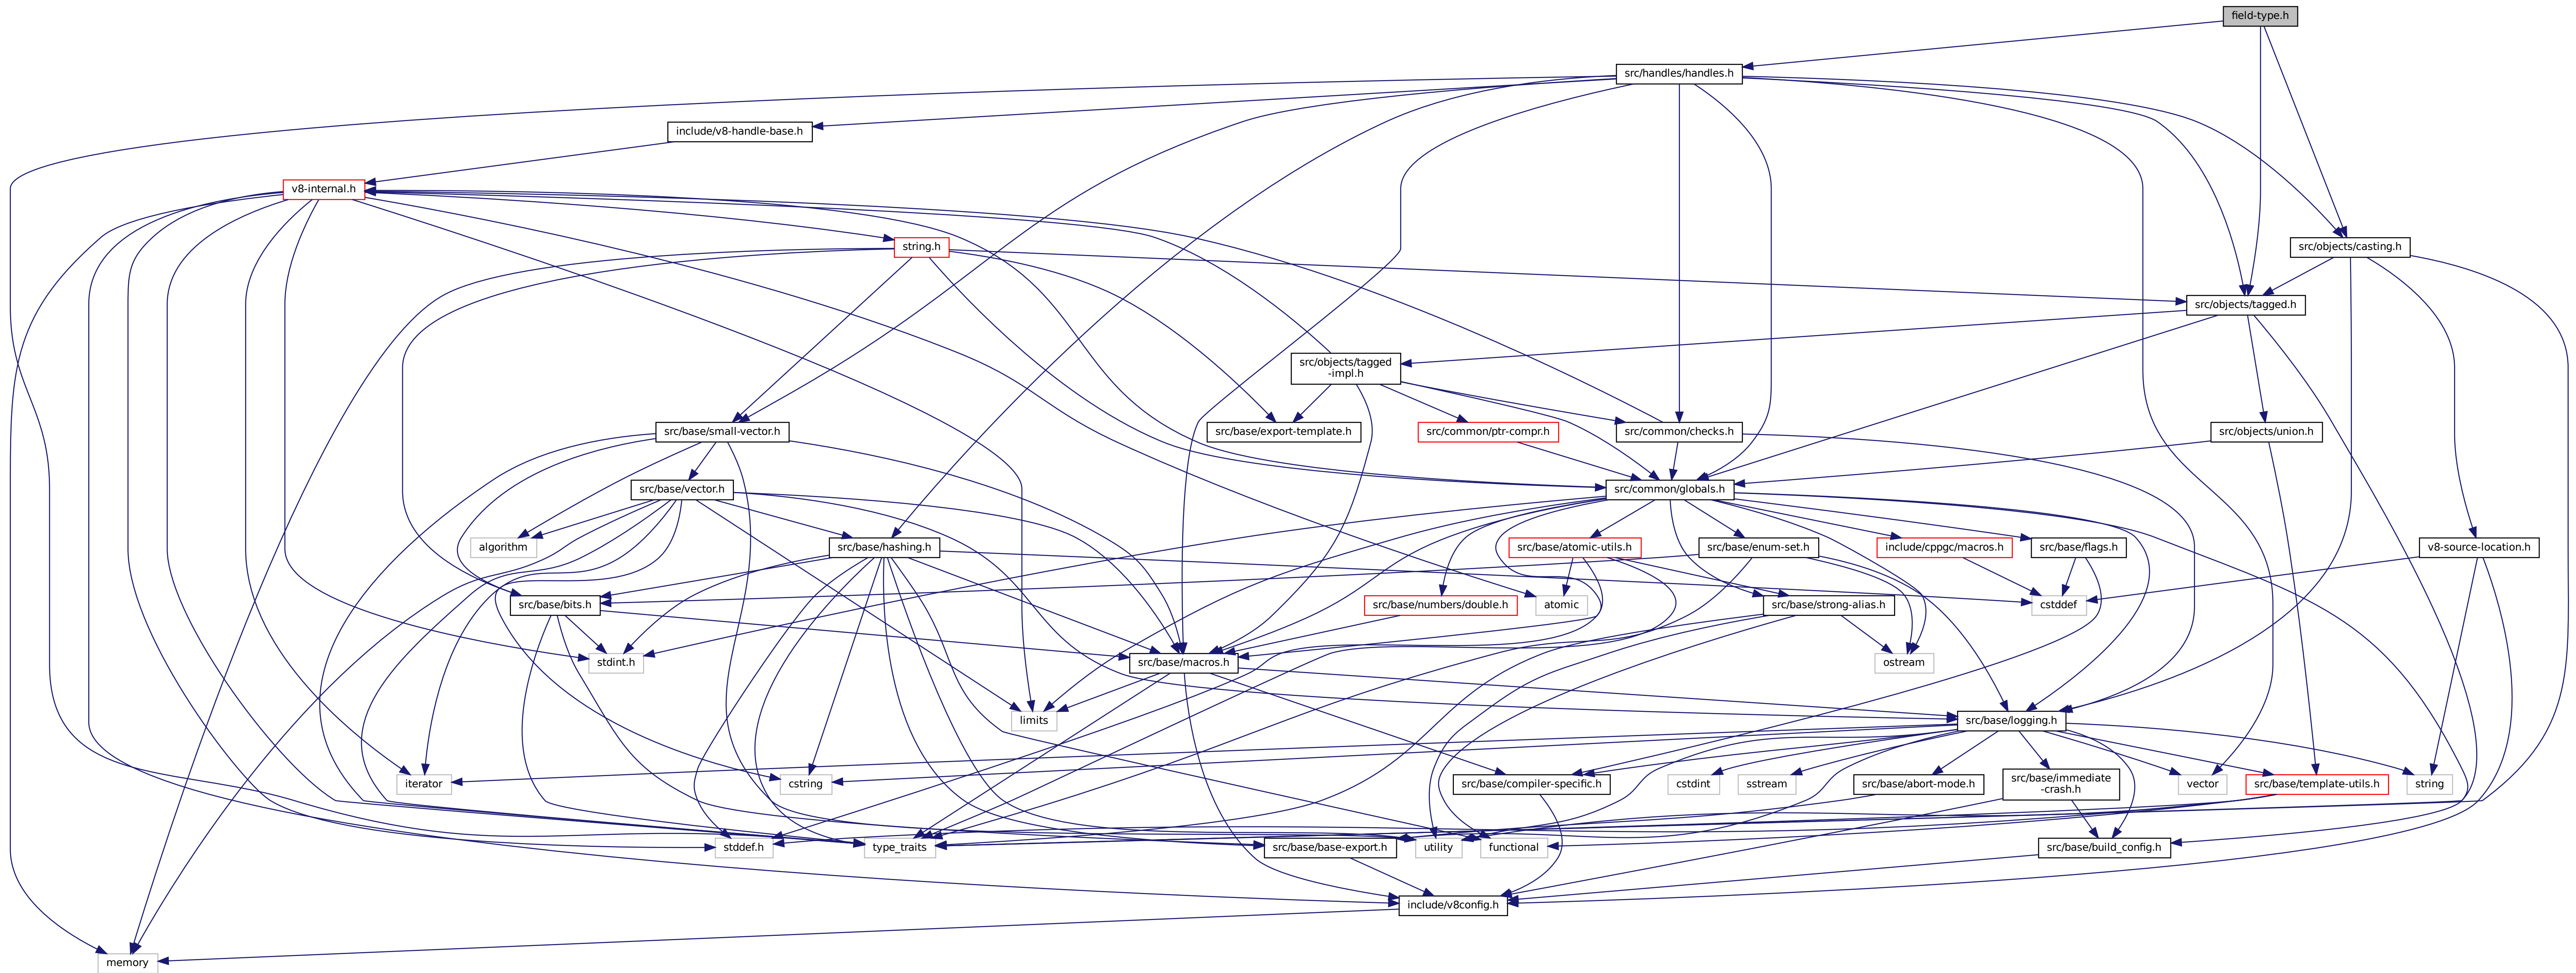 field-type.h
src/handles/handles.h
include/v8-handle-base.h
v8-internal.h
string.h
src/objects/casting.h
src/objects/tagged.h
src/objects/tagged
-impl.h
src/base/small-vector.h
src/base/export-template.h
src/common/ptr-compr.h
src/common/checks.h
src/objects/union.h
src/base/vector.h
src/common/globals.h
algorithm
src/base/hashing.h
src/base/atomic-utils.h
src/base/enum-set.h
include/cppgc/macros.h
src/base/flags.h
v8-source-location.h
src/base/bits.h
src/base/numbers/double.h
atomic
src/base/strong-alias.h
cstddef
stdint.h
src/base/macros.h
ostream
limits
src/base/logging.h
iterator
cstring
src/base/compiler-specific.h
cstdint
sstream
src/base/abort-mode.h
src/base/immediate
-crash.h
vector
src/base/template-utils.h
string
stddef.h
type_traits
src/base/base-export.h
utility
functional
src/base/build_config.h
include/v8config.h
memory